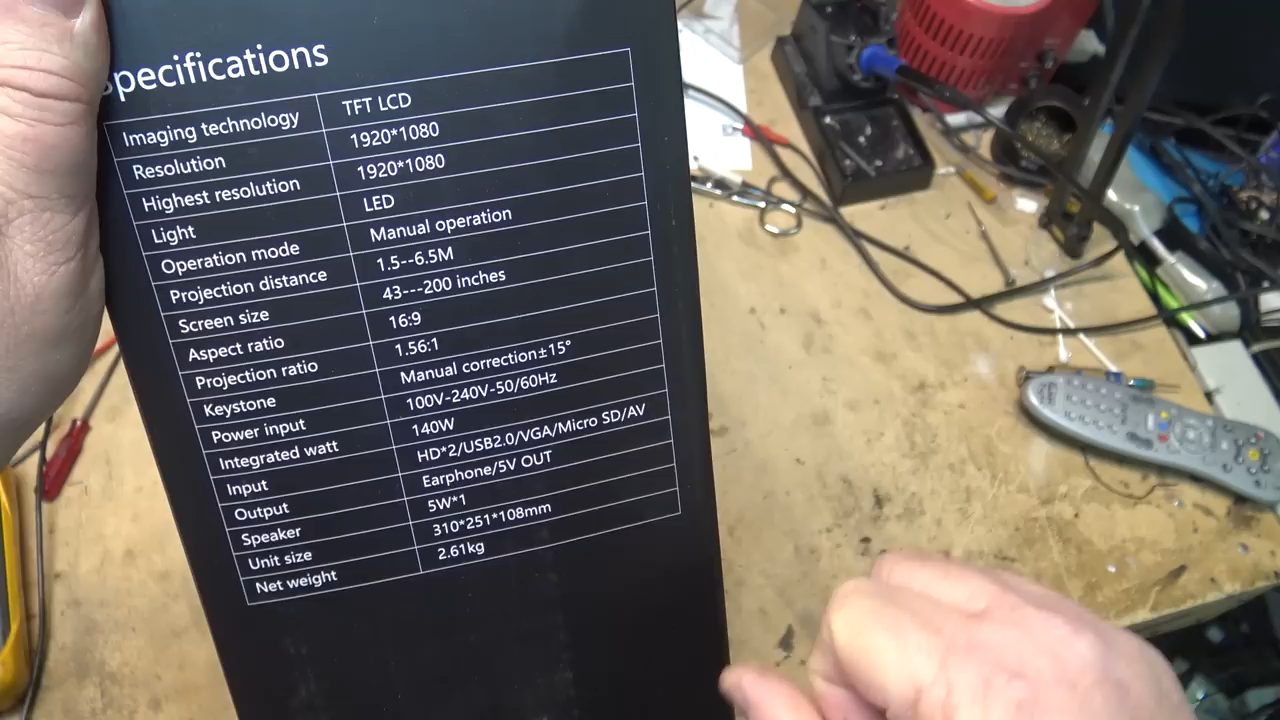 Specifications
Imaging technology TFT LCD
Resolution 1920*1080
Highest resolution 1920*1080
Light LED
Operation mode Manual operation
Projection distance 1.5--6.5M
Screen size 43---200 inches
Aspect ratio 16:9
Projection ratio 1.56:1
Keystone Manual correction±15°
Power input 100V-240V-50/60Hz
Integrated watt 140W
Input HD*2/USB2.0/VGA/Micro SD/AV
Output Earphone/5V OUT
Speaker 5W*1
Unit size 310*251*108mm
Net weight 2.61kg